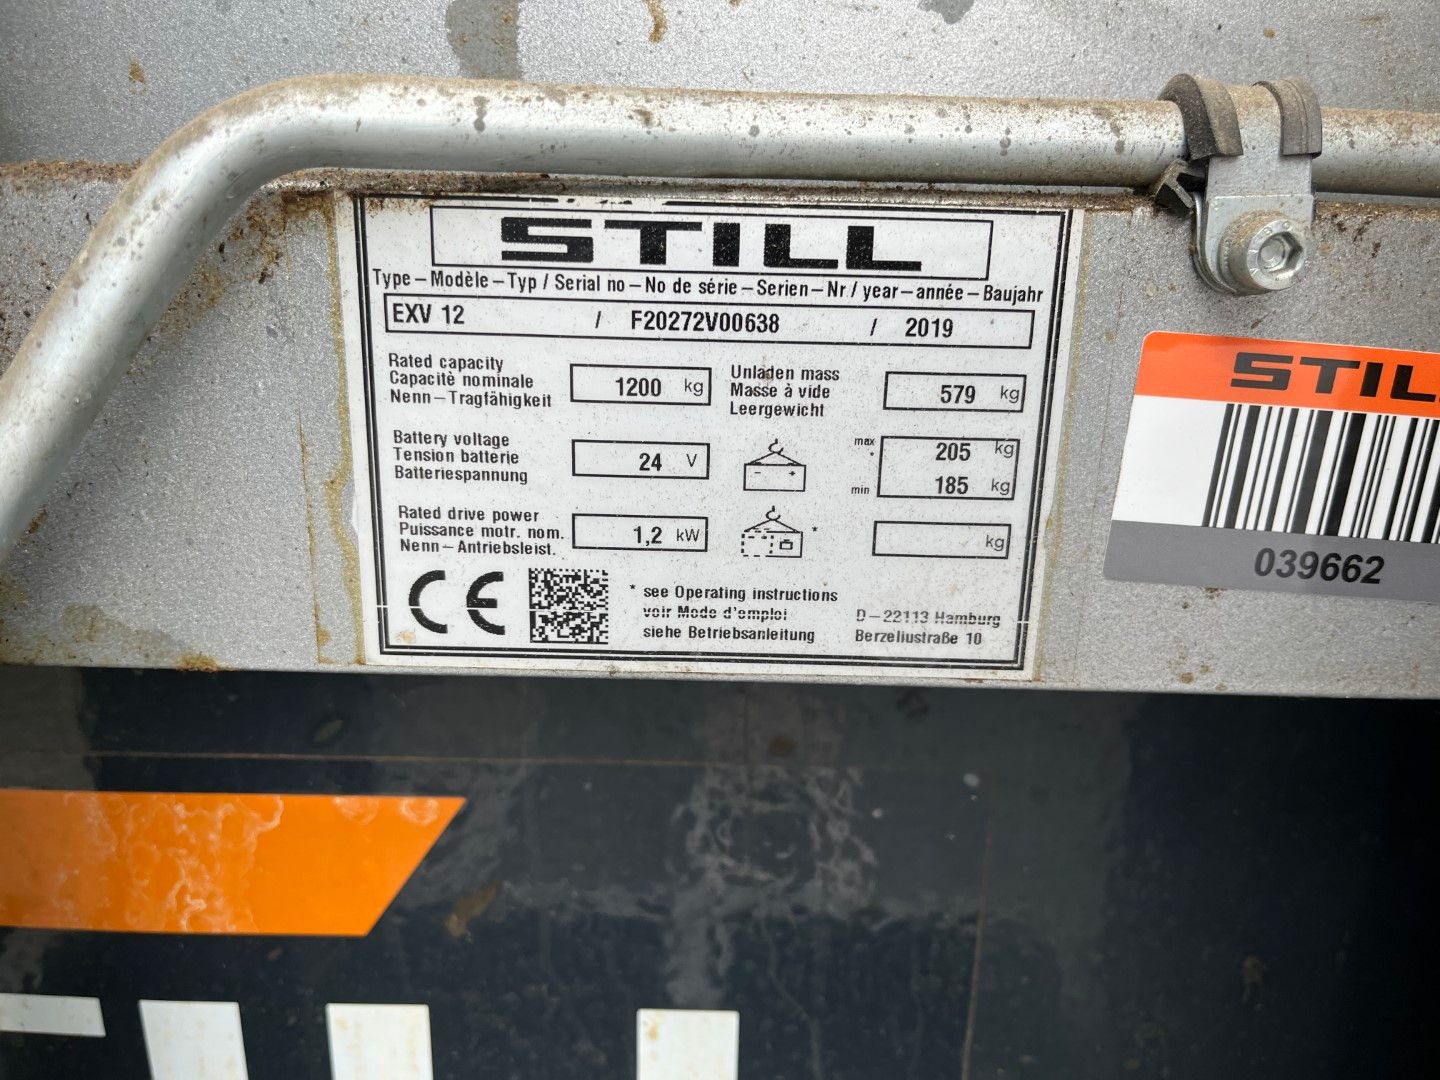 STILL
Type – Modèle – Typ / Serial no – No de série – Serien – Nr / year – année – Baujahr
EXV 12 / F20272V00638 / 2019
Rated capacity
Capacitè nominale
Nenn – Tragfähigkeit
1200 kg
Unladen mass
Masse à vide
Leergewicht
579 kg
Battery voltage
Tension batterie
Batteriespannung
24 V
max 205 kg
*
min 185 kg
Rated drive power
Puissance motr. nom.
Nenn – Antriebsleist.
1,2 kW
*
kg
CE
* see Operating instructions
voir Mode d'emploi
siehe Betriebsanleitung
D – 22113 Hamburg
Berzeliusstraße 10
STILL
039662